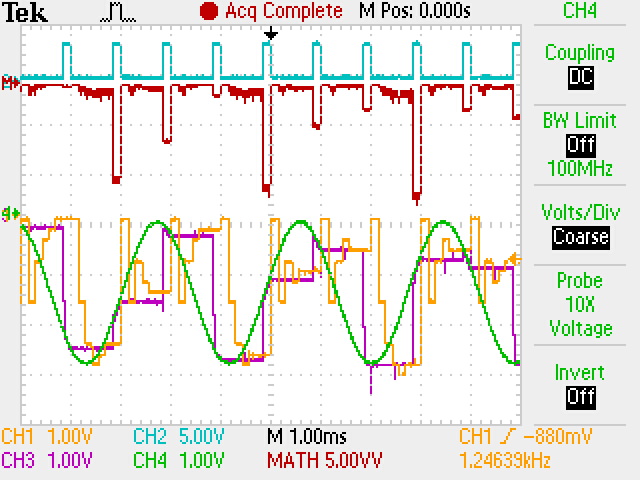 Tek Acq Complete M Pos: 0.000s
CH4
Coupling
DC
BW Limit
Off
100MHz
Volts/Div
Coarse
Probe
10X
Voltage
Invert
Off
M
4
CH1 1.00V CH2 5.00V M 1.00ms CH1 −880mV
CH3 1.00V CH4 1.00V MATH 5.00VV 1.24639kHz